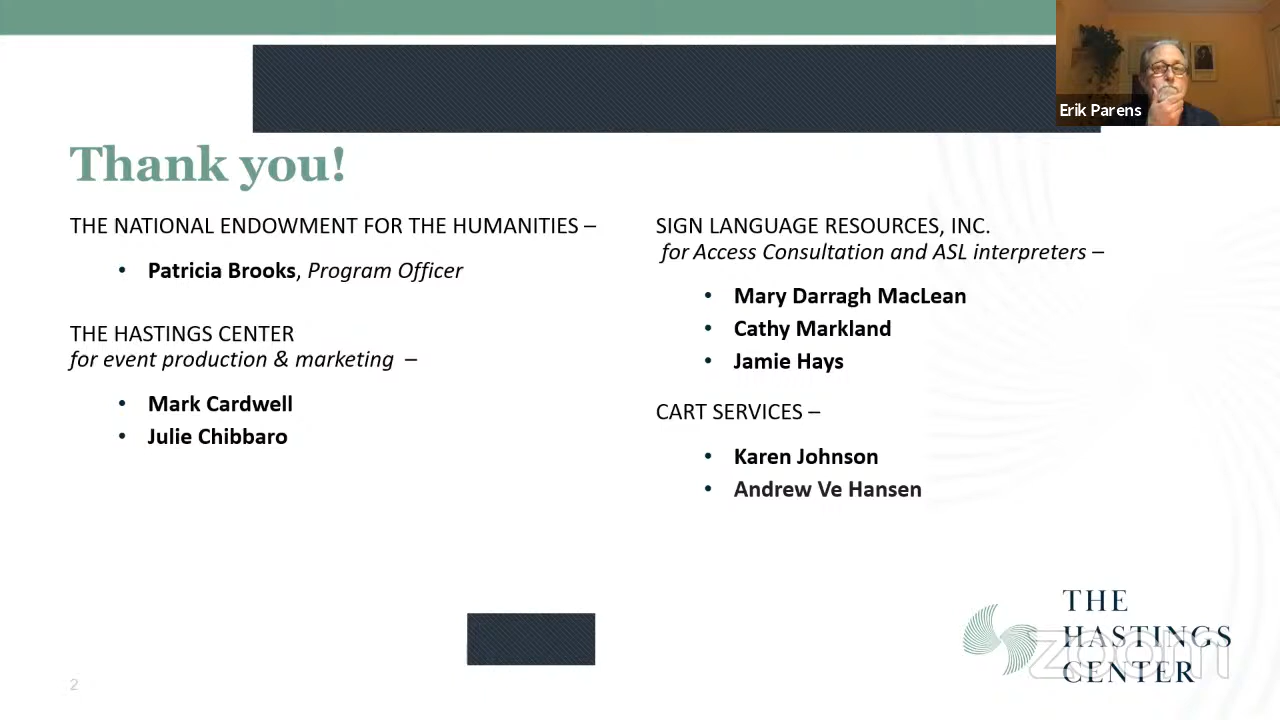 Erik Parens
Thank you!
THE NATIONAL ENDOWMENT FOR THE HUMANITIES –
• Patricia Brooks, Program Officer
THE HASTINGS CENTER
for event production & marketing –
• Mark Cardwell
• Julie Chibbaro
SIGN LANGUAGE RESOURCES, INC.
for Access Consultation and ASL interpreters –
• Mary Darragh MacLean
• Cathy Markland
• Jamie Hays
CART SERVICES –
• Karen Johnson
• Andrew Ve Hansen
THE
HASTINGS
CENTER
zoom
2